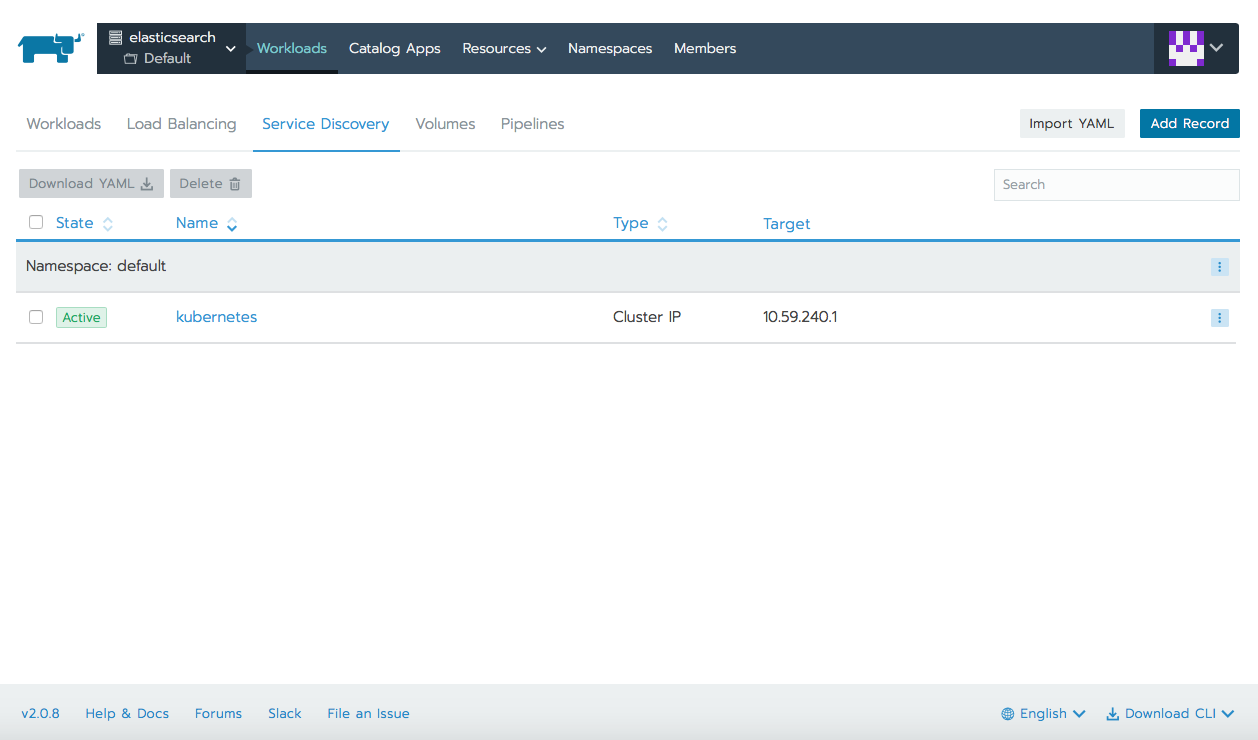 elasticsearch
Default
Workloads Catalog Apps Resources Namespaces Members
Workloads Load Balancing Service Discovery Volumes Pipelines Import YAML Add Record
Download YAML Delete Search
State Name Type Target
Namespace: default
Active kubernetes Cluster IP 10.59.240.1
v2.0.8 Help & Docs Forums Slack File an Issue English Download CLI